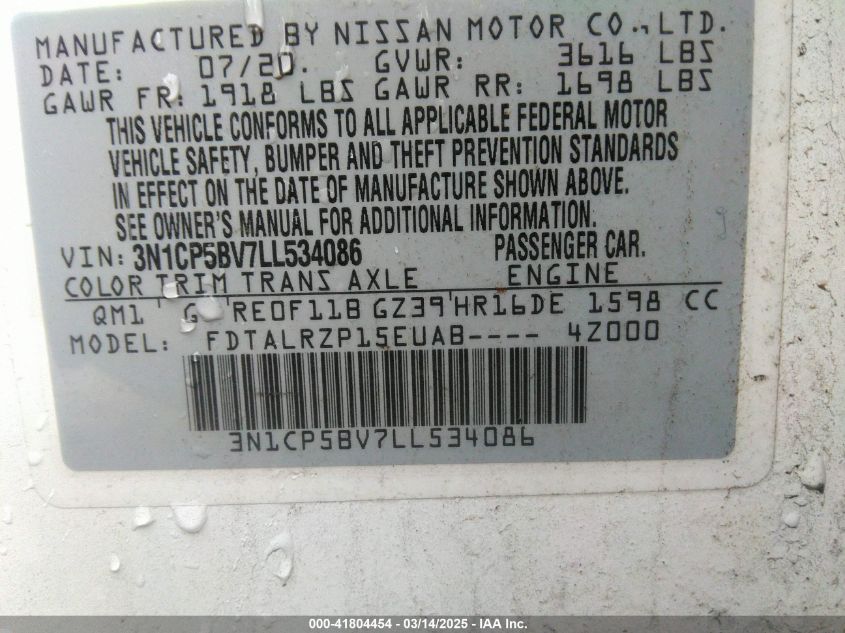 MANUFACTURED BY NISSAN MOTOR CO., LTD.
DATE: 07/20. GVWR: 3616 LBS
GAWR FR: 1918 LBS GAWR RR: 1698 LBS
THIS VEHICLE CONFORMS TO ALL APPLICABLE FEDERAL MOTOR
VEHICLE SAFETY, BUMPER AND THEFT PREVENTION STANDARDS
IN EFFECT ON THE DATE OF MANUFACTURE SHOWN ABOVE.
SEE OWNER'S MANUAL FOR ADDITIONAL INFORMATION.
VIN: 3N1CP5BV7LL534086 PASSENGER CAR.
COLOR TRIM TRANS AXLE ENGINE
QM1 G RE0F11B GZ39 HR16DE 1598 CC
MODEL: FDTALRZP15EUAB---- 4Z000
3N1CP5BV7LL534086
000-41804454 - 03/14/2025 - IAA Inc.